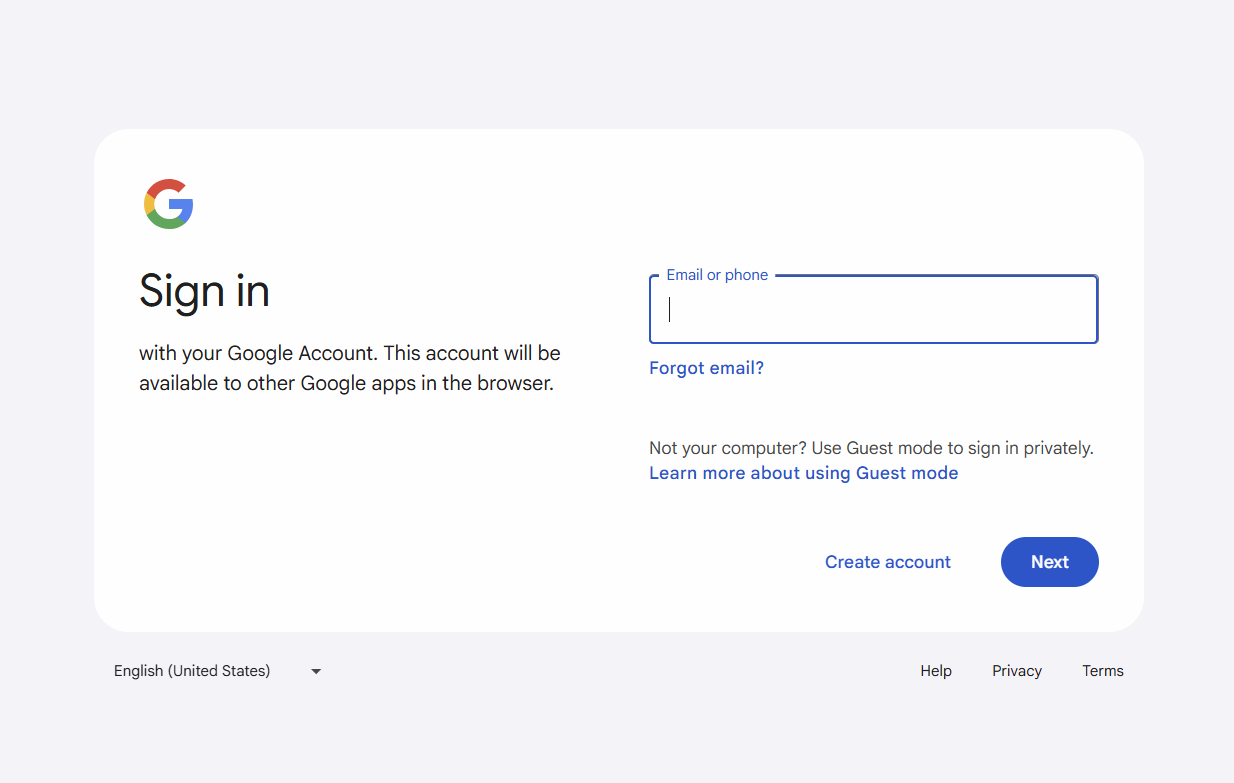 Sign in
with your Google Account. This account will be
available to other Google apps in the browser.
Email or phone
Forgot email?
Not your computer? Use Guest mode to sign in privately.
Learn more about using Guest mode
Create account
Next
English (United States)
Help
Privacy
Terms